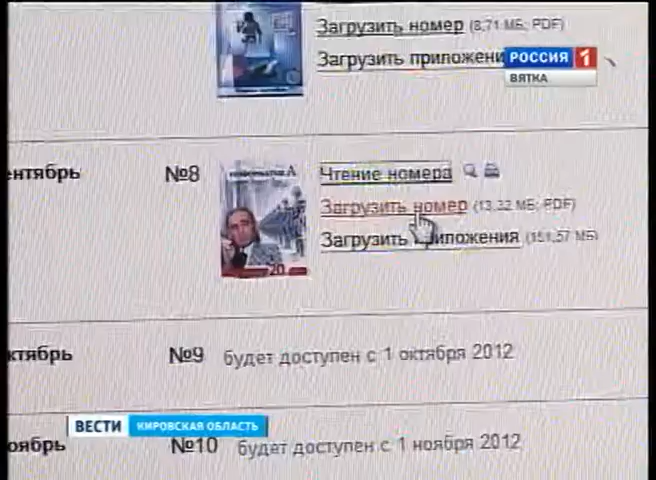 Загрузить номер (8,71 МБ; PDF)
Загрузить приложени
РОССИЯ 1
ВЯТКА
ентябрь №8 Чтение номера
Загрузить номер (13,32 МБ; PDF)
Загрузить приложения (151,57 МБ)
20
ктябрь №9 будет доступен с 1 октября 2012
ВЕСТИ КИРОВСКАЯ ОБЛАСТЬ
оябрь №10 будет доступен с 1 ноября 2012